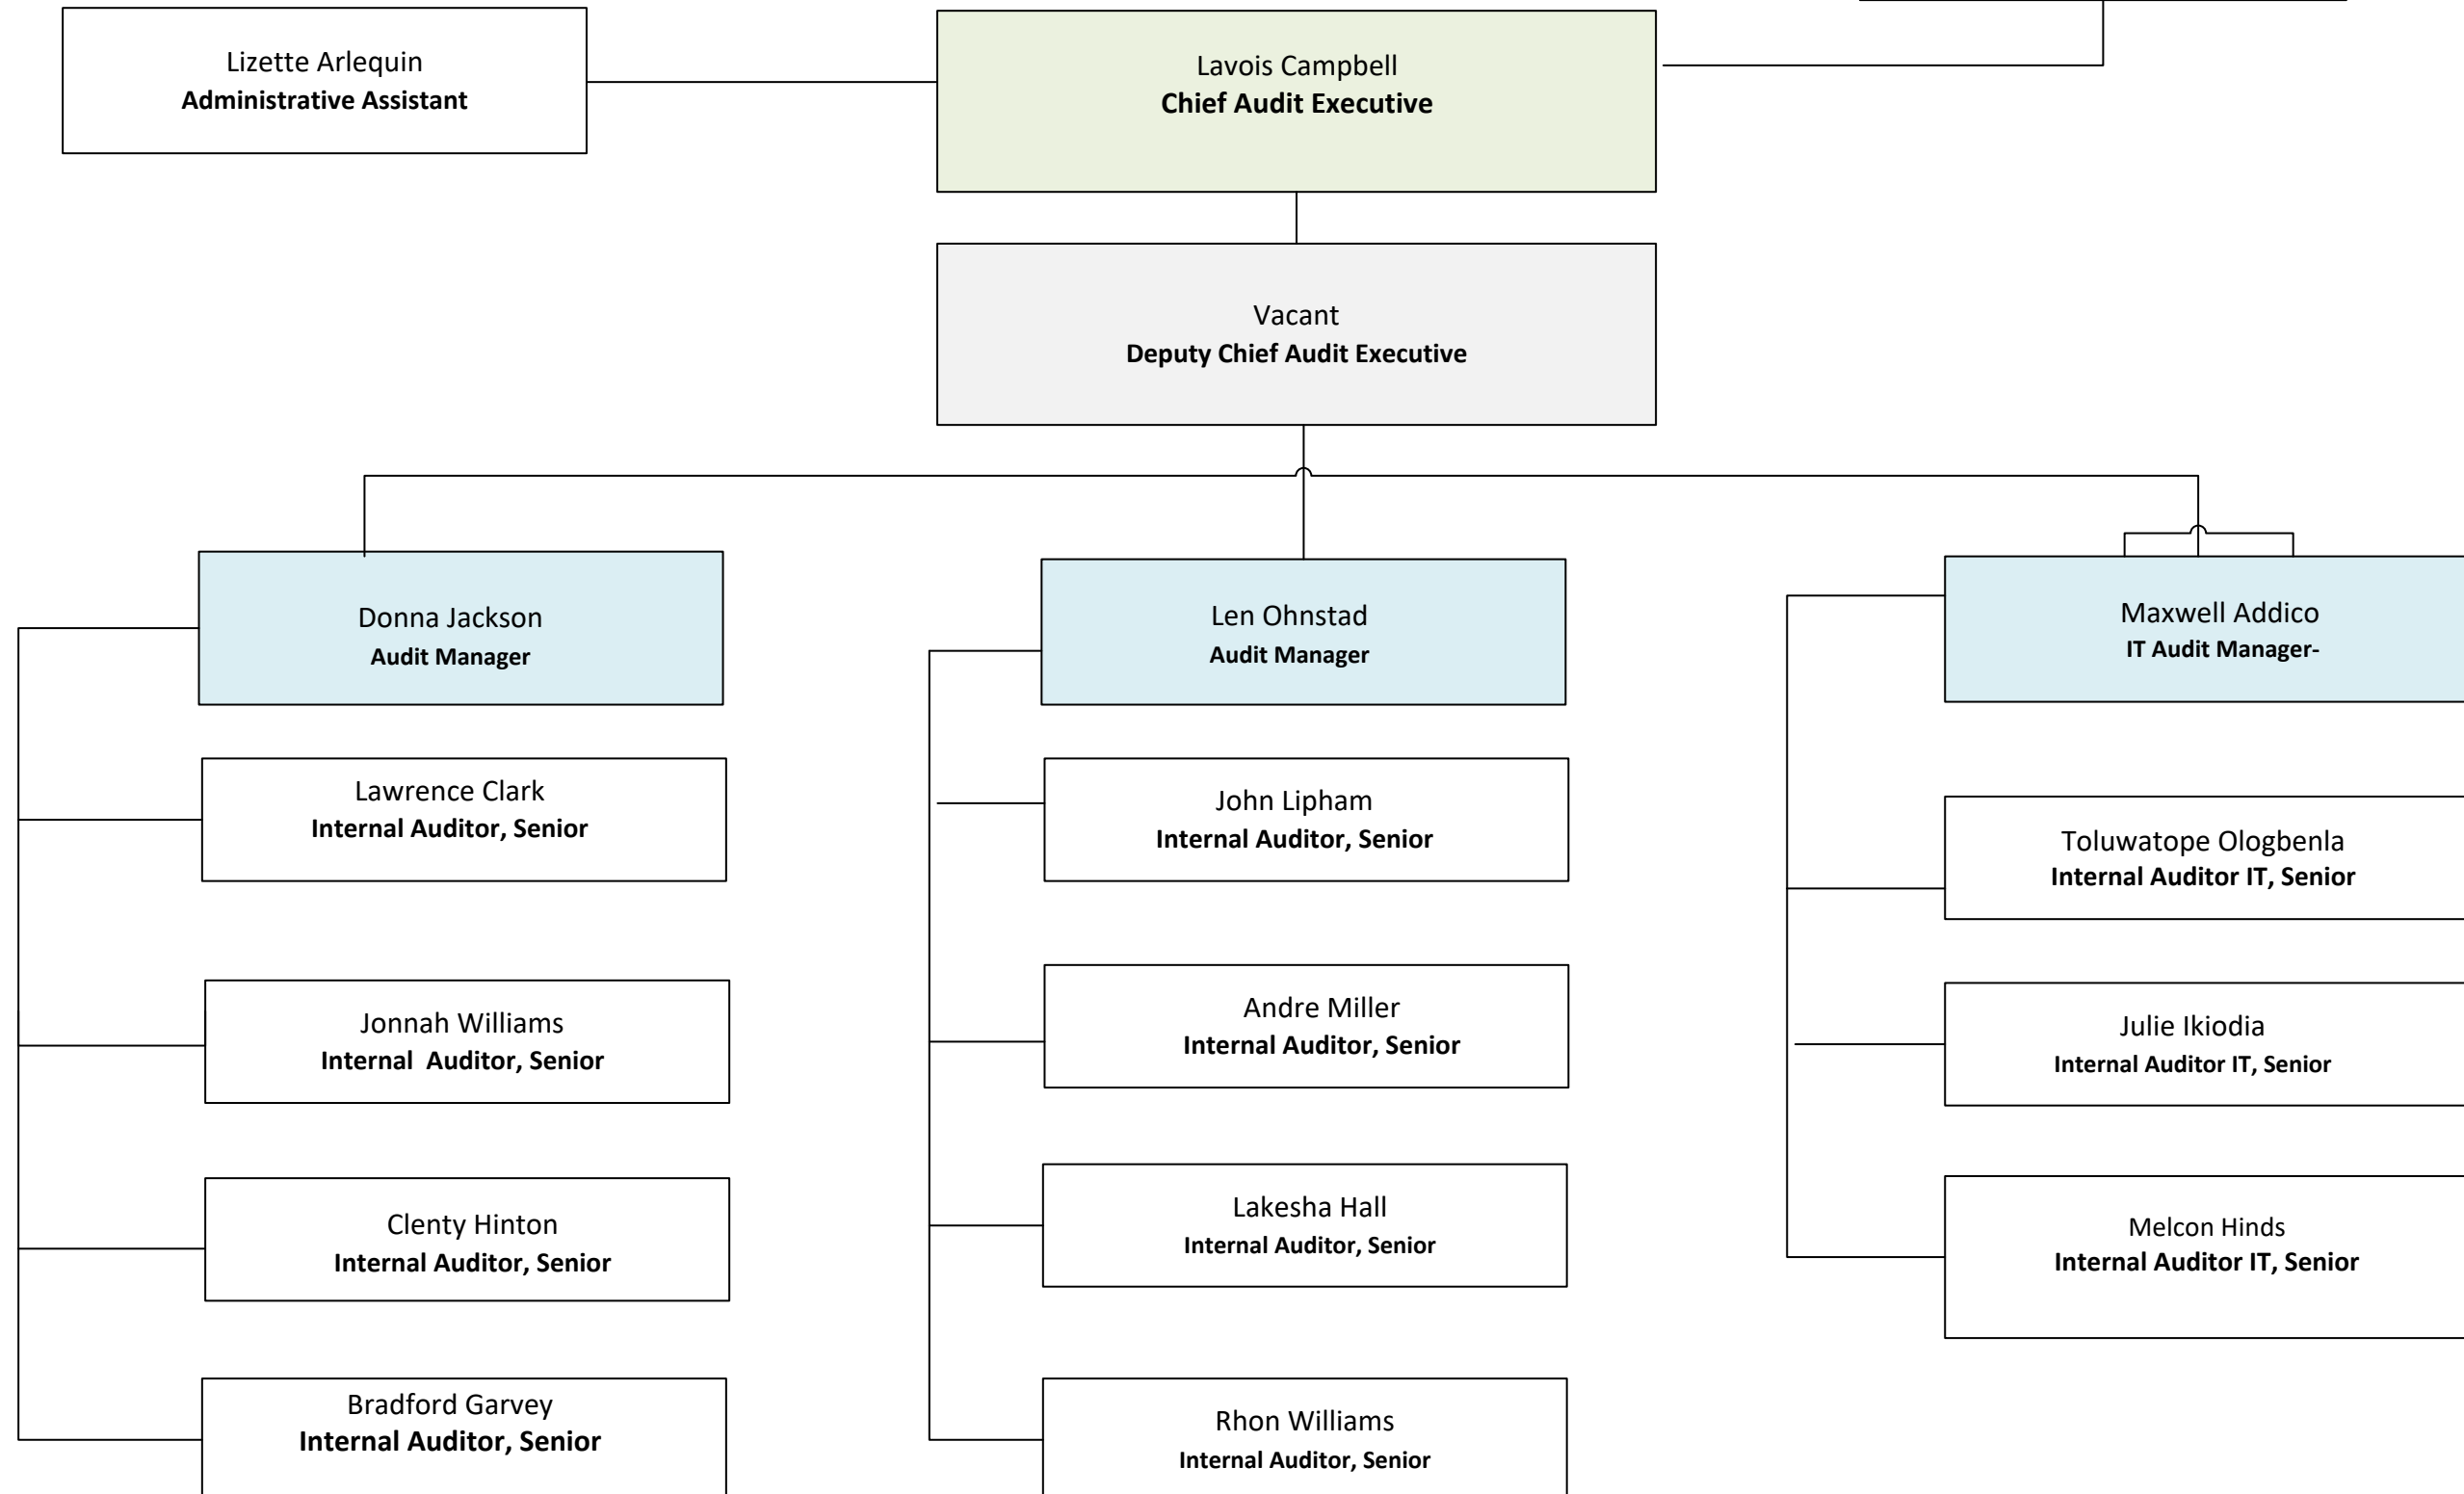 Lizette Arlequin
Administrative Assistant
Lavois Campbell
Chief Audit Executive
Vacant
Deputy Chief Audit Executive
Donna Jackson
Audit Manager
Len Ohnstad
Audit Manager
Maxwell Addico
IT Audit Manager-
Lawrence Clark
Internal Auditor, Senior
John Lipham
Internal Auditor, Senior
Toluwatope Ologbenla
Internal Auditor IT, Senior
Jonnah Williams
Internal  Auditor, Senior
Andre Miller
Internal Auditor, Senior
Julie Ikiodia
Internal Auditor IT, Senior
Clenty Hinton
Internal Auditor, Senior
Lakesha Hall
Internal Auditor, Senior
Melcon Hinds
Internal Auditor IT, Senior
Bradford Garvey
Internal Auditor, Senior
Rhon Williams
Internal Auditor, Senior